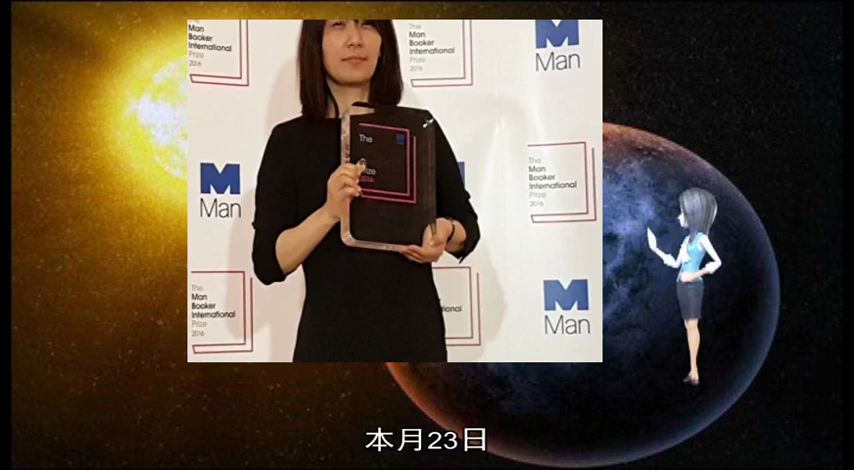 The
Man
Booker
International
Prize
2016
Man
Booker
International
Prize
2016
M
Man
The
Prize
M
Man
The
Man
Booker
International
Prize
2016
The
Man
Booker
International
Prize
2016
M
Man
本月23日